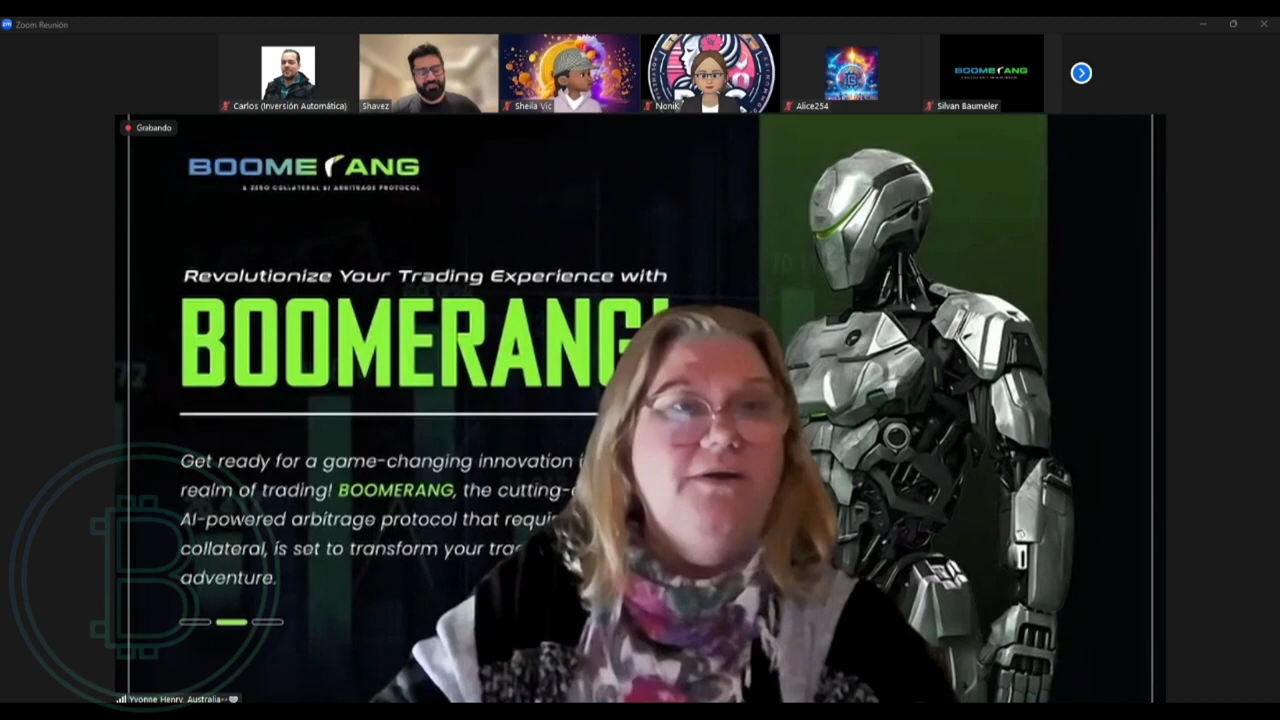 Zoom Reunión
Carlos (Inversión Automática)
Shavez
Sheila Vic
NoniK
Alice254
BOOMERANG
Silvan Baumeler
Grabando
BOOMERANG
A ZERO COLLATERAL AI ARBITRAGE PROTOCOL
Revolutionize Your Trading Experience with
BOOMERANG!
Get ready for a game-changing innovation i
realm of trading! BOOMERANG, the cutting-
AI-powered arbitrage protocol that requi
collateral, is set to transform your tra
adventure.
Yvonne Henry, Australia